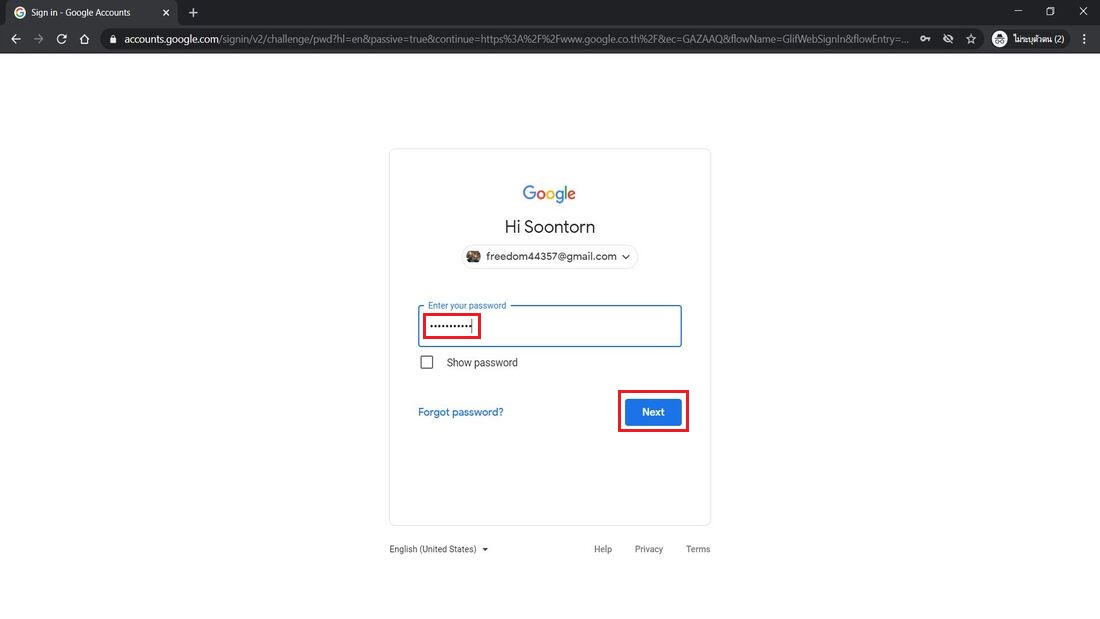 Sign in - Google Accounts
accounts.google.com/signin/v2/challenge/pwd?hl=en&passive=true&continue=https%3A%2F%2Fwww.google.co.th%2F&ec=GAZAAQ&flowName=GlifWebSignIn&flowEntry=...
ไม่ระบุตัวตน (2)
Google
Hi Soontorn
freedom44357@gmail.com
Enter your password
•••••••••••
Show password
Forgot password?
Next
English (United States)
Help Privacy Terms